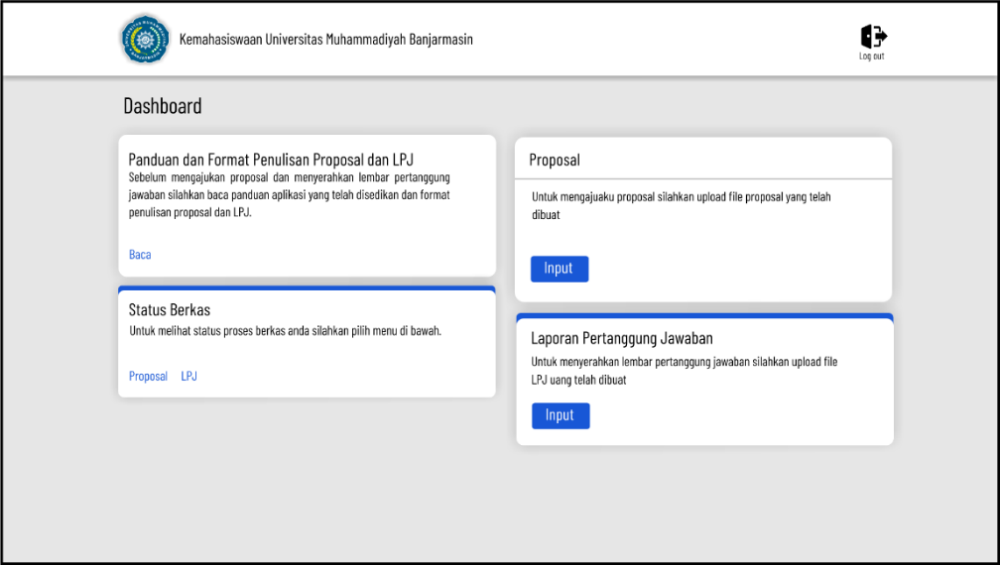 Kemahasiswaan Universitas Muhammadiyah Banjarmasin
Log out
Dashboard
Panduan dan Format Penulisan Proposal dan LPJ
Sebelum mengajukan proposal dan menyerahkan lembar pertanggung
jawaban silahkan baca panduan aplikasi yang telah disedikan dan format
penulisan proposal dan LPJ.
Baca
Status Berkas
Untuk melihat status proses berkas anda silahkan pilih menu di bawah.
Proposal LPJ
Proposal
Untuk mengajuaku proposal silahkan upload file proposal yang telah
dibuat
Input
Laporan Pertanggung Jawaban
Untuk menyerahkan lembar pertanggung jawaban silahkan upload file
LPJ uang telah dibuat
Input